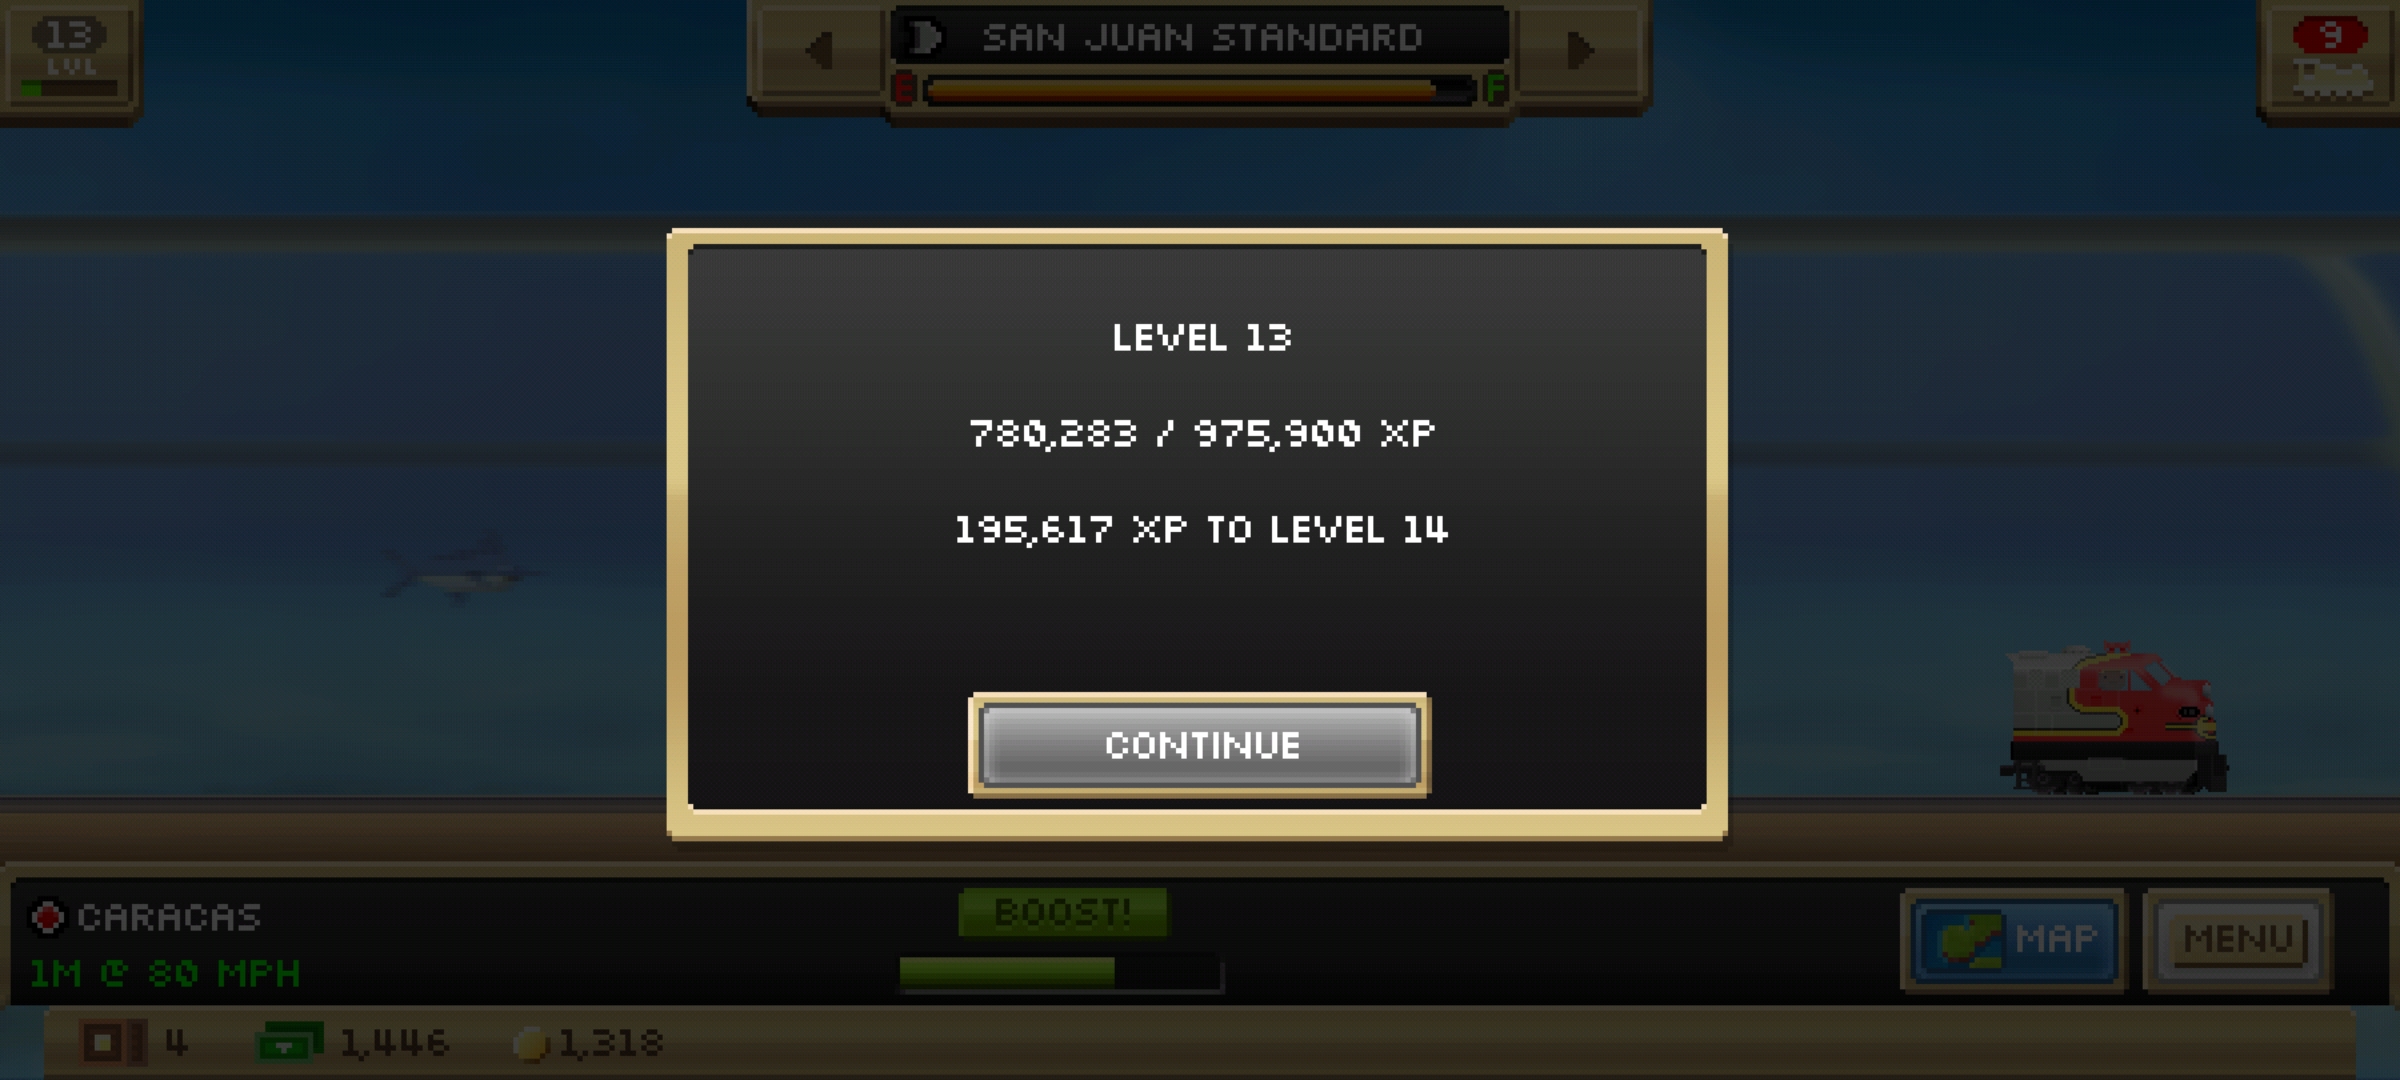 13
LVL
SAN JUAN STANDARD
E F
9
LEVEL 13
780,283 / 975,900 XP
195,617 XP TO LEVEL 14
CONTINUE
CARACAS
1M @ 80 MPH
BOOST!
MAP
MENU
4 1,446 1,318